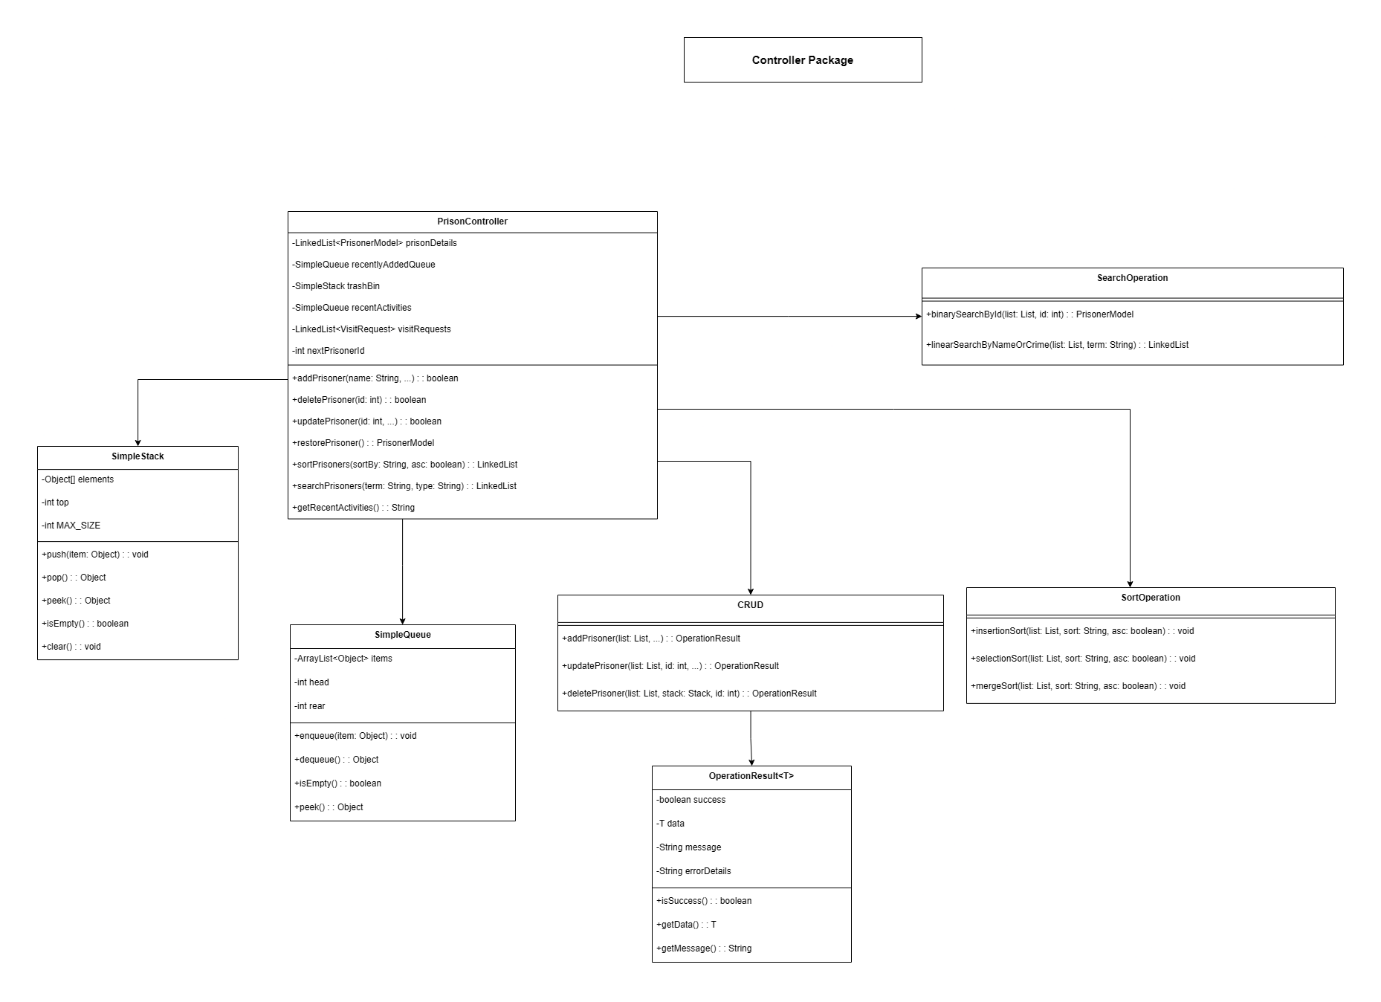 Controller Package
PrisonController
-LinkedList<PrisonerModel> prisonDetails
-SimpleQueue recentlyAddedQueue
-SimpleStack trashBin
-SimpleQueue recentActivities
-LinkedList<VisitRequest> visitRequests
-int nextPrisonerId
+addPrisoner(name: String, ...) : : boolean
+deletePrisoner(id: int) : : boolean
+updatePrisoner(id: int, ...) : : boolean
+restorePrisoner() : : PrisonerModel
+sortPrisoners(sortBy: String, asc: boolean) : : LinkedList
+searchPrisoners(term: String, type: String) : : LinkedList
+getRecentActivities() : : String
SearchOperation
+binarySearchById(list: List, id: int) : : PrisonerModel
+linearSearchByNameOrCrime(list: List, term: String) : : LinkedList
SimpleStack
-Object[] elements
-int top
-int MAX_SIZE
+push(item: Object) : : void
+pop() : : Object
+peek() : : Object
+isEmpty() : : boolean
+clear() : : void
SimpleQueue
-ArrayList<Object> items
-int head
-int rear
+enqueue(item: Object) : : void
+dequeue() : : Object
+isEmpty() : : boolean
+peek() : : Object
CRUD
+addPrisoner(list: List, ...) : : OperationResult
+updatePrisoner(list: List, id: int, ...) : : OperationResult
+deletePrisoner(list: List, stack: Stack, id: int) : : OperationResult
SortOperation
+insertionSort(list: List, sort: String, asc: boolean) : : void
+selectionSort(list: List, sort: String, asc: boolean) : : void
+mergeSort(list: List, sort: String, asc: boolean) : : void
OperationResult<T>
-boolean success
-T data
-String message
-String errorDetails
+isSuccess() : : boolean
+getData() : : T
+getMessage() : : String